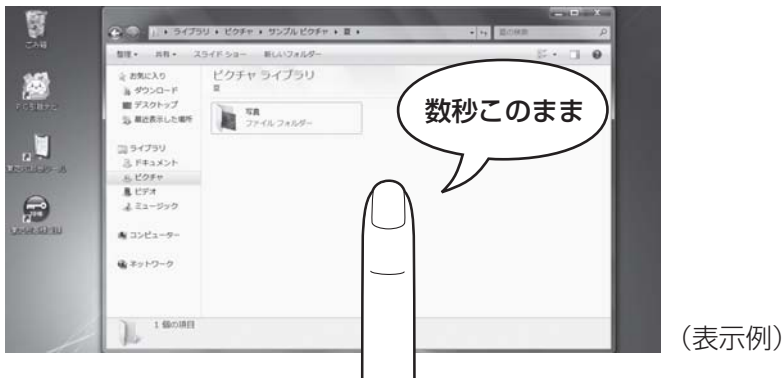 ごみ箱
ライブラリ ▸ ピクチャ ▸ サンプル ピクチャ ▸ 夏 ▸
夏の検索
整理 共有 スライド ショー 新しいフォルダー
お気に入り
ダウンロード
デスクトップ
最近表示した場所
ライブラリ
ドキュメント
ピクチャ
ビデオ
ミュージック
コンピューター
ネットワーク
ピクチャ ライブラリ
夏
写真
ファイル フォルダー
数秒このまま
1 個の項目
（表示例）